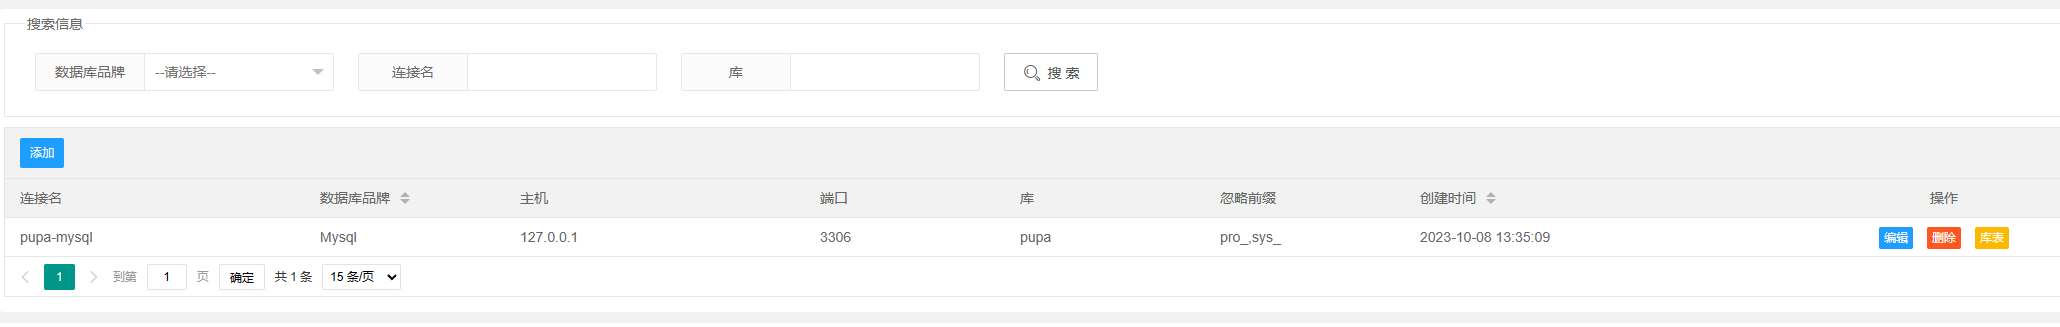 搜索信息
数据库品牌 --请选择-- 连接名 库 搜 索
添加
连接名 数据库品牌 主机 端口 库 忽略前缀 创建时间 操作
pupa-mysql Mysql 127.0.0.1 3306 pupa pro_,sys_ 2023-10-08 13:35:09 编辑 删除 库表
1 到第 1 页 确定 共 1 条 15 条/页